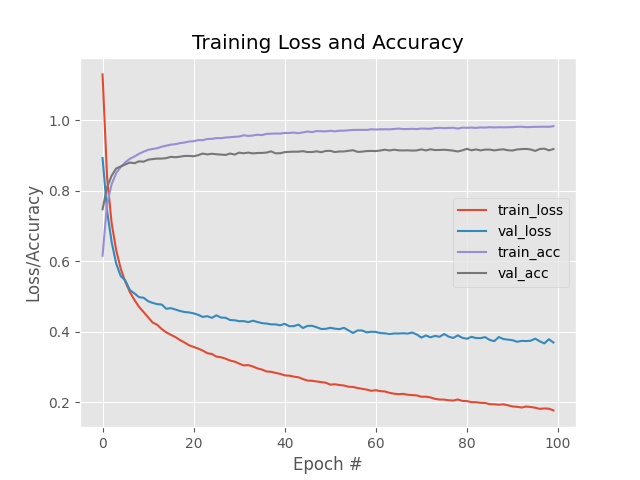 Training Loss and Accuracy
1.0
0.8
0.6
0.4
0.2
Loss/Accuracy
train_loss
val_loss
train_acc
val_acc
0 20 40 60 80 100
Epoch #